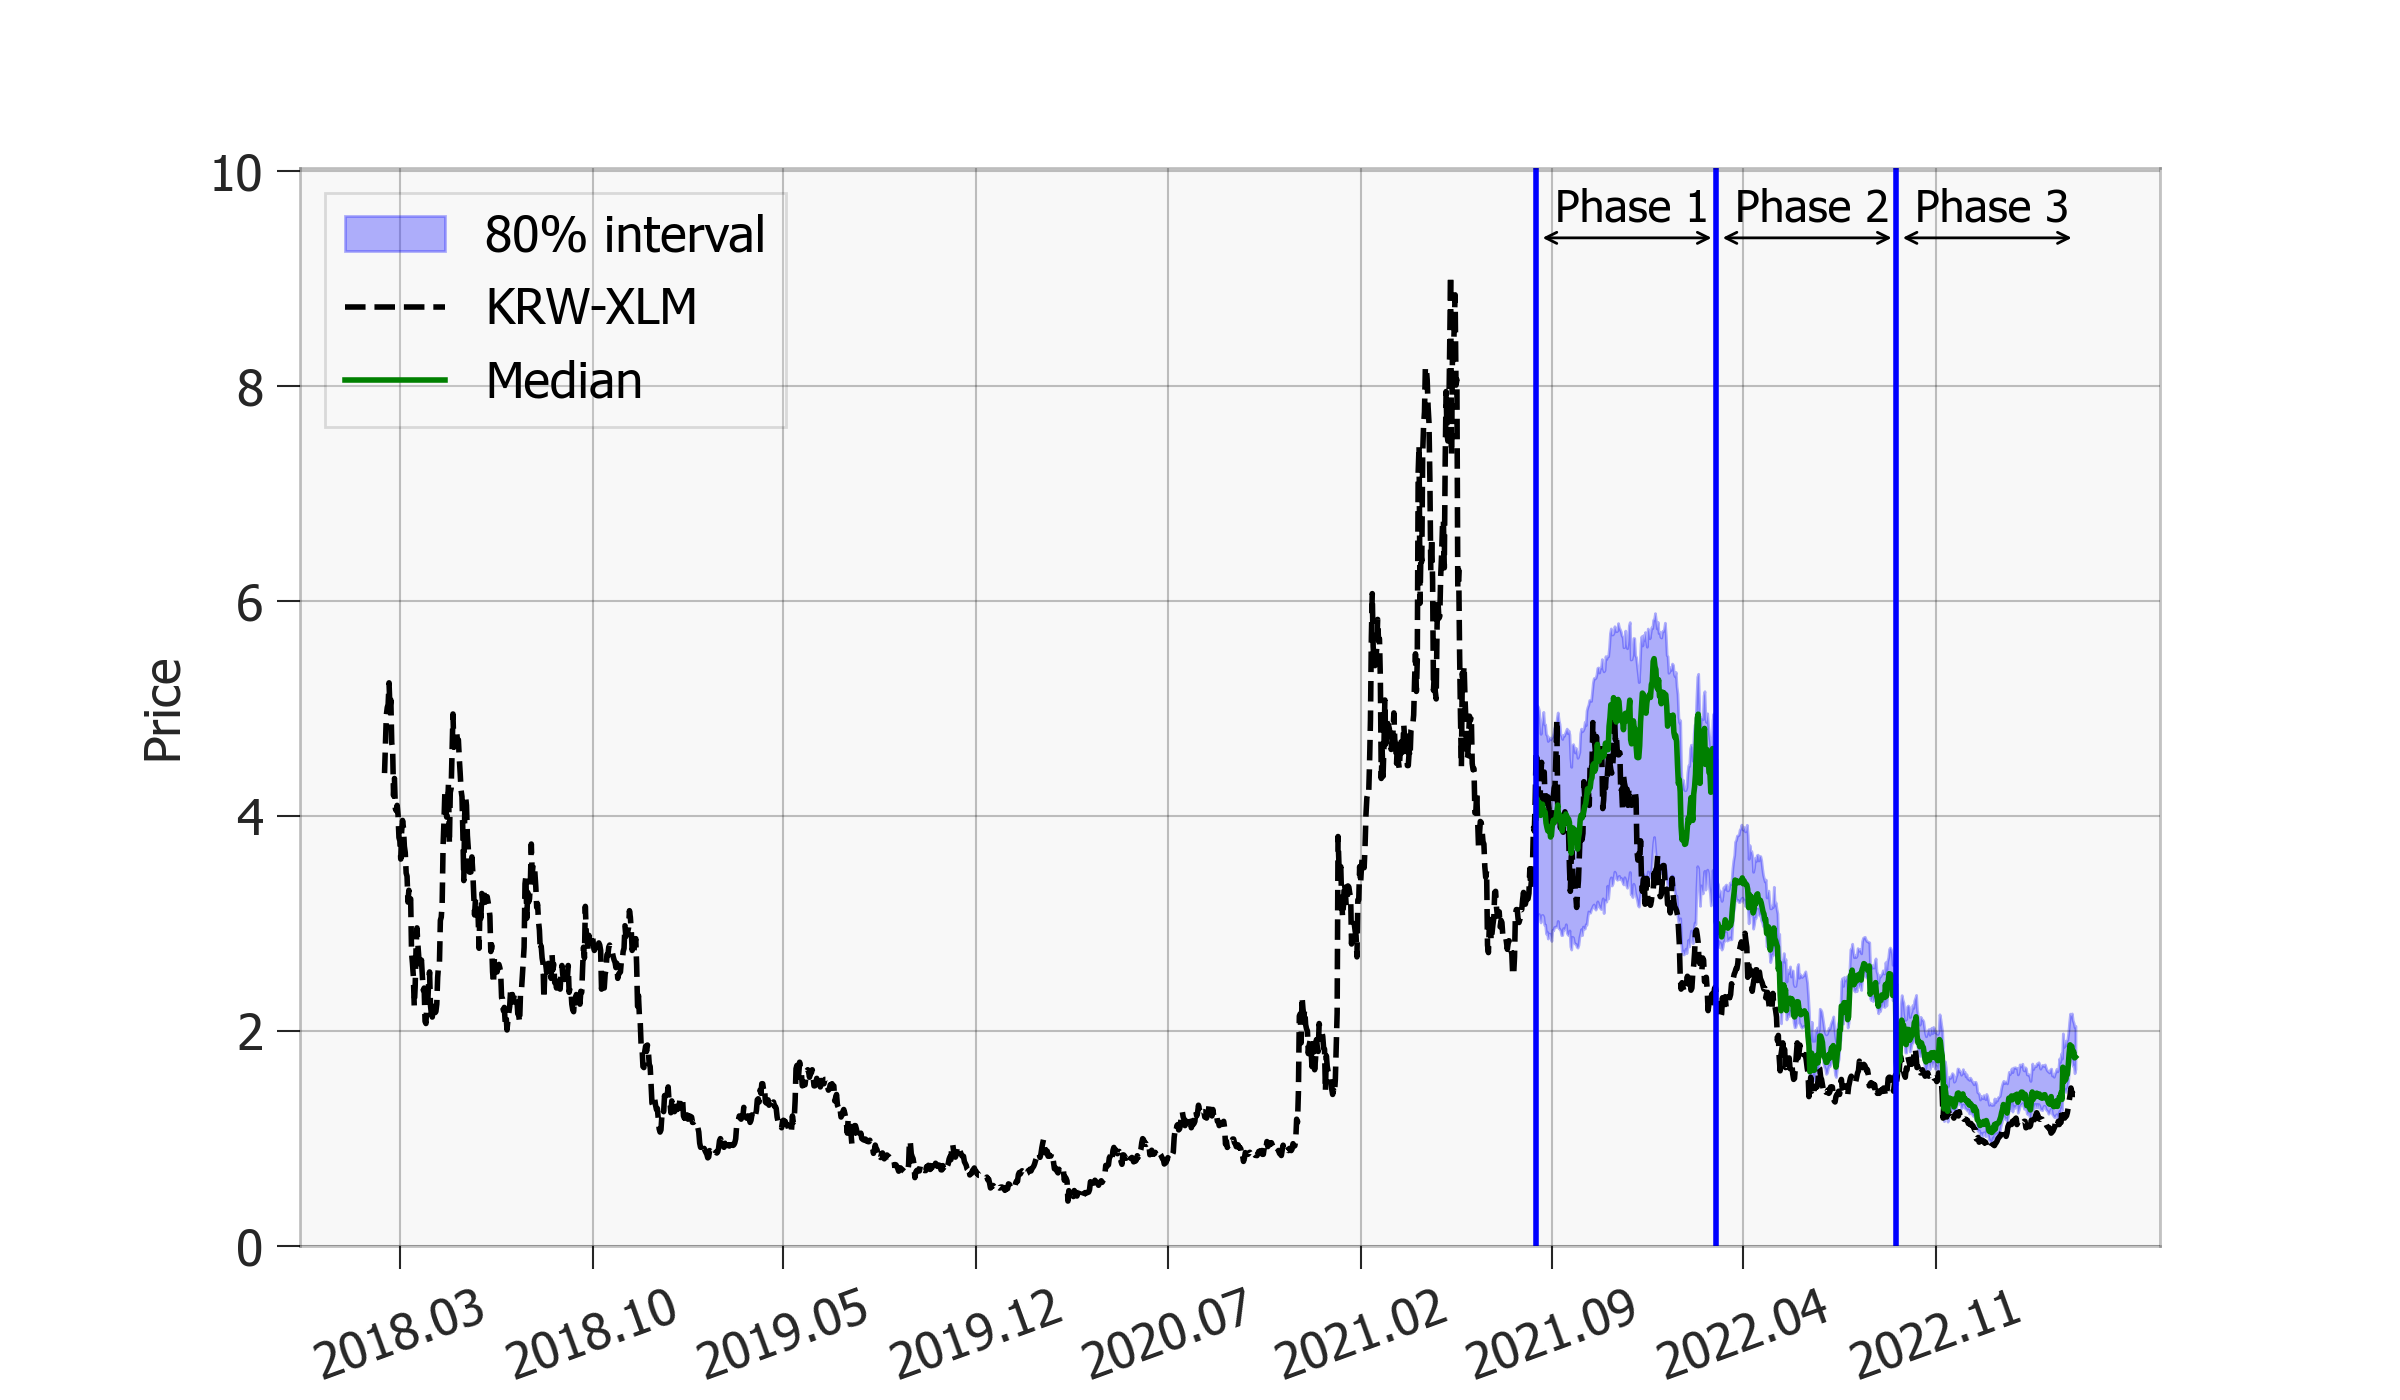 10
8
6
4
2
0
Price
80% interval
KRW-XLM
Median
Phase 1
Phase 2
Phase 3
2018.03
2018.10
2019.05
2019.12
2020.07
2021.02
2021.09
2022.04
2022.11